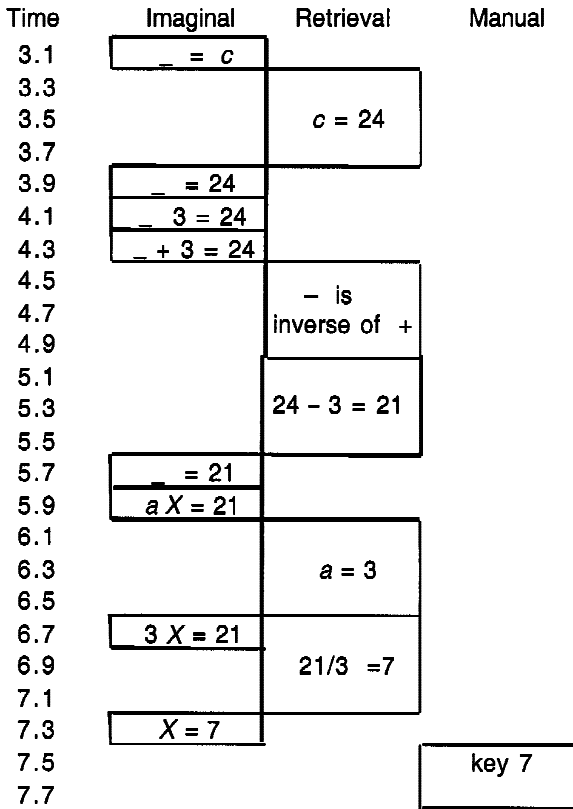 Time Imaginal Retrieval Manual
3.1 _ = c
3.3
3.5 c = 24
3.7
3.9 _ = 24
4.1 _ 3 = 24
4.3 _ + 3 = 24
4.5 – is
4.7 inverse of +
4.9
5.1
5.3 24 – 3 = 21
5.5
5.7 _ = 21
5.9 a X = 21
6.1
6.3 a = 3
6.5
6.7 3 X = 21
6.9 21/3 =7
7.1
7.3 X = 7
7.5 key 7
7.7